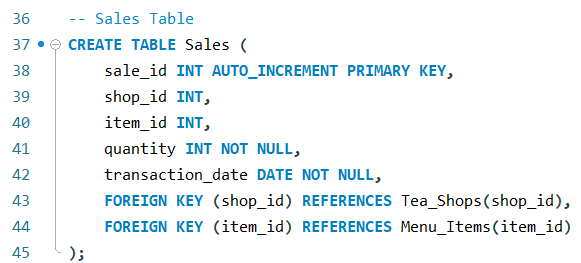 36 -- Sales Table
37 CREATE TABLE Sales (
38 sale_id INT AUTO_INCREMENT PRIMARY KEY,
39 shop_id INT,
40 item_id INT,
41 quantity INT NOT NULL,
42 transaction_date DATE NOT NULL,
43 FOREIGN KEY (shop_id) REFERENCES Tea_Shops(shop_id),
44 FOREIGN KEY (item_id) REFERENCES Menu_Items(item_id)
45 );